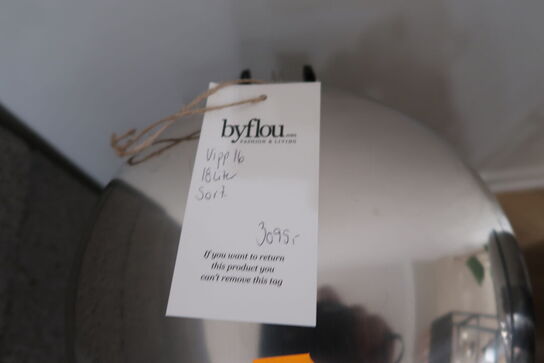 byflou.com
FASHION & LIVING
Vipp 16
18 Liter
Sort
3099,-
If you want to return
this product you
can't remove this tag